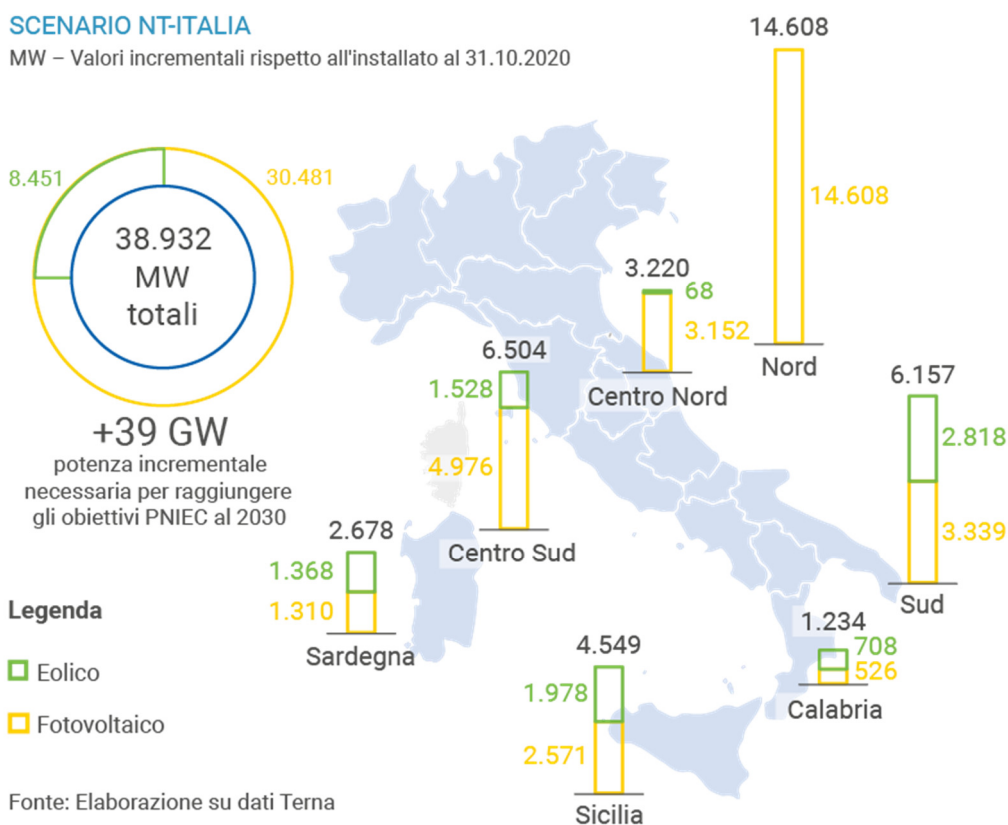 SCENARIO NT-ITALIA
MW – Valori incrementali rispetto all'installato al 31.10.2020
8.451
30.481
38.932
MW
totali
+39 GW
potenza incrementale
necessaria per raggiungere
gli obiettivi PNIEC al 2030
14.608
14.608
Nord
3.220
68
3.152
Centro Nord
6.504
1.528
4.976
Centro Sud
6.157
2.818
3.339
Sud
2.678
1.368
1.310
Sardegna
1.234
708
526
Calabria
4.549
1.978
2.571
Sicilia
Legenda
Eolico
Fotovoltaico
Fonte: Elaborazione su dati Terna